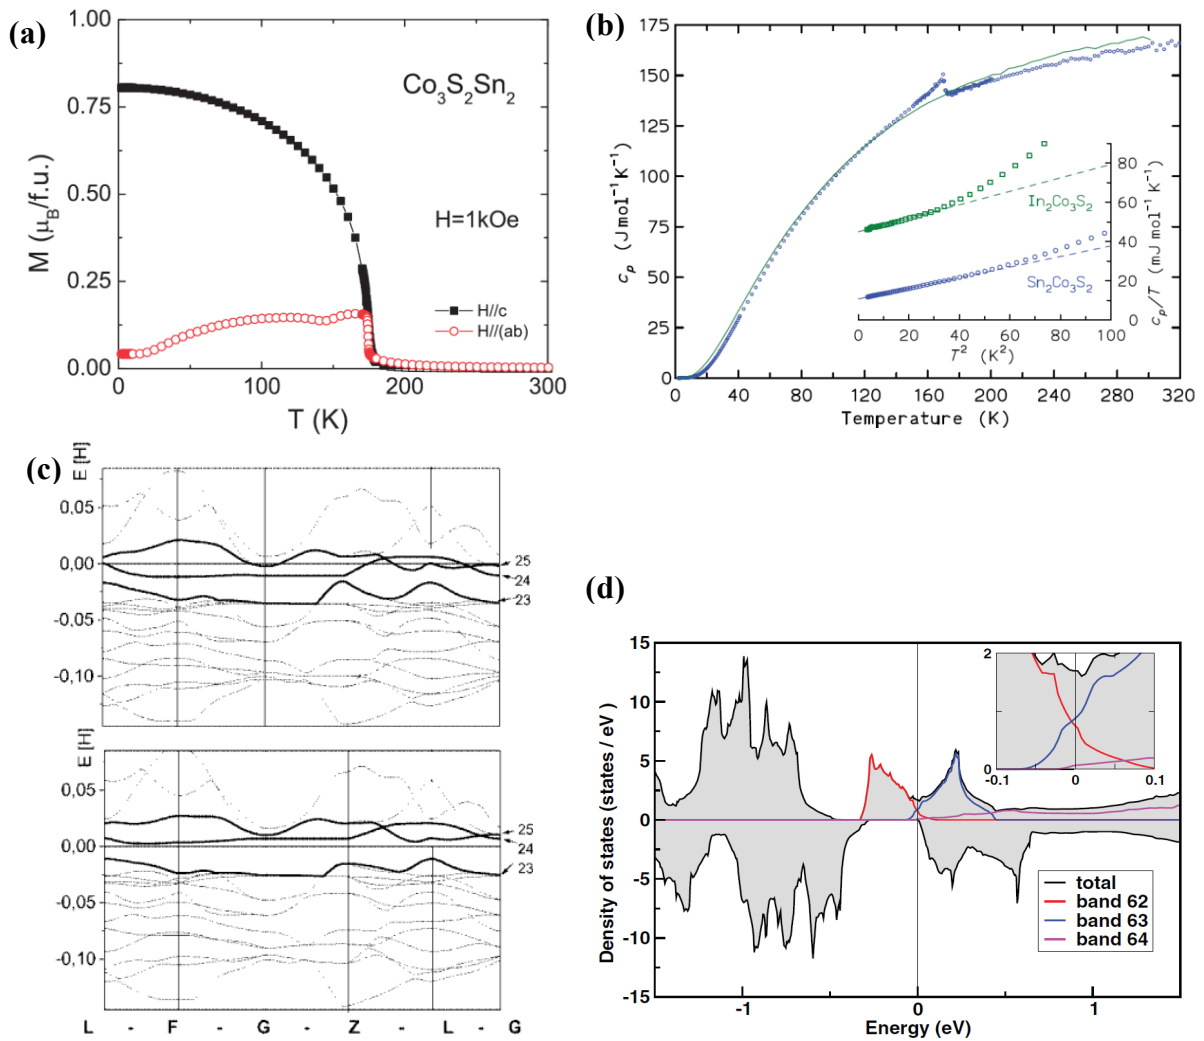 (a)
1.00
0.75
0.50
0.25
0.00
M (μB/f.u.)
Co3S2Sn2
H=1kOe
H//c
H//(ab)
0 100 200 300
T (K)
(b)
175
150
125
100
75
50
25
0
cp (J mol⁻¹K⁻¹)
In2Co3S2
Sn2Co3S2
80
60
40
20
0
cp/T (mJ mol⁻¹K⁻¹)
0 20 40 60 80 100
T² (K²)
0 40 80 120 160 200 240 280 320
Temperature (K)
(c)
E [H]
0,05
0,00
-0,05
-0,10
25
24
23
E [H]
0,05
0,00
-0,05
-0,10
25
24
23
L - F - G - Z - L - G
(d)
15
10
5
0
-5
-10
-15
Density of states (states / eV )
2
0
-0.1 0 0.1
total
band 62
band 63
band 64
-1 0 1
Energy (eV)